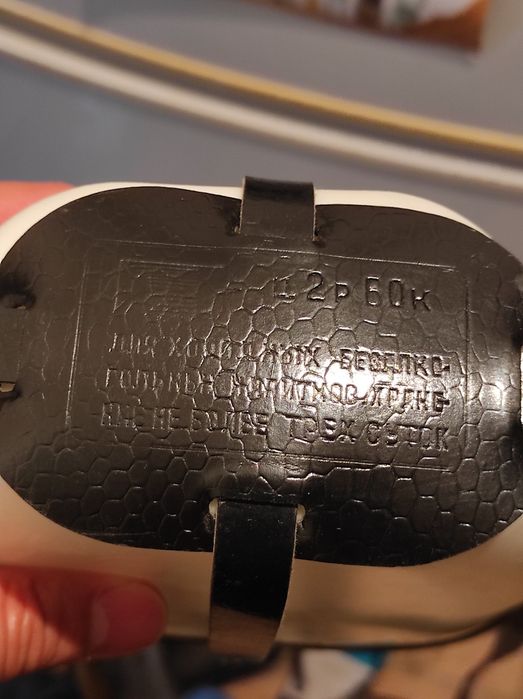 Ц 2р 60к
ДЛЯ ХОЛОДНЫХ БЕЗАЛКО-
ГОЛЬНЫХ НАПИТКОВ. ХРАНЕ-
НИЕ НЕ БОЛЕЕ ТРЕХ СУТОК